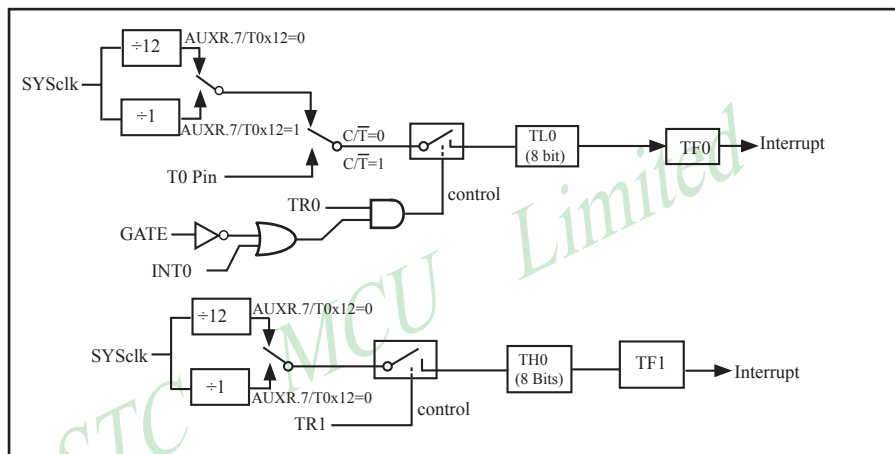 ÷12
AUXR.7/T0x12=0
SYSclk
÷1
AUXR.7/T0x12=1
C/T̅=0
C/T̅=1
T0 Pin
TL0
(8 bit)
TF0
Interrupt
control
TR0
GATE
INT0
÷12
AUXR.7/T0x12=0
SYSclk
÷1
AUXR.7/T0x12=0
TH0
(8 Bits)
TF1
Interrupt
control
TR1
STC MCU Limited